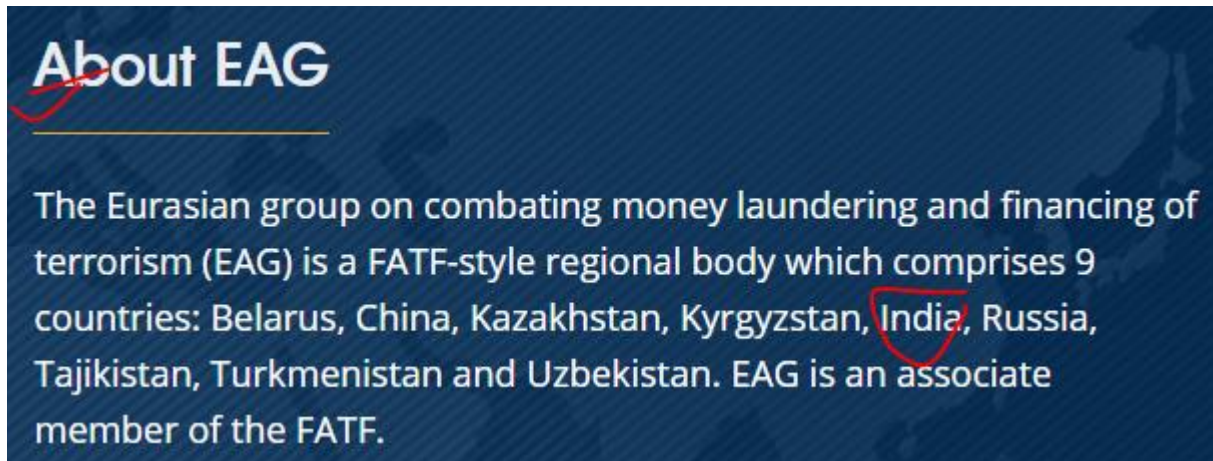 About EAG
The Eurasian group on combating money laundering and financing of
terrorism (EAG) is a FATF-style regional body which comprises 9
countries: Belarus, China, Kazakhstan, Kyrgyzstan, India, Russia,
Tajikistan, Turkmenistan and Uzbekistan. EAG is an associate
member of the FATF.